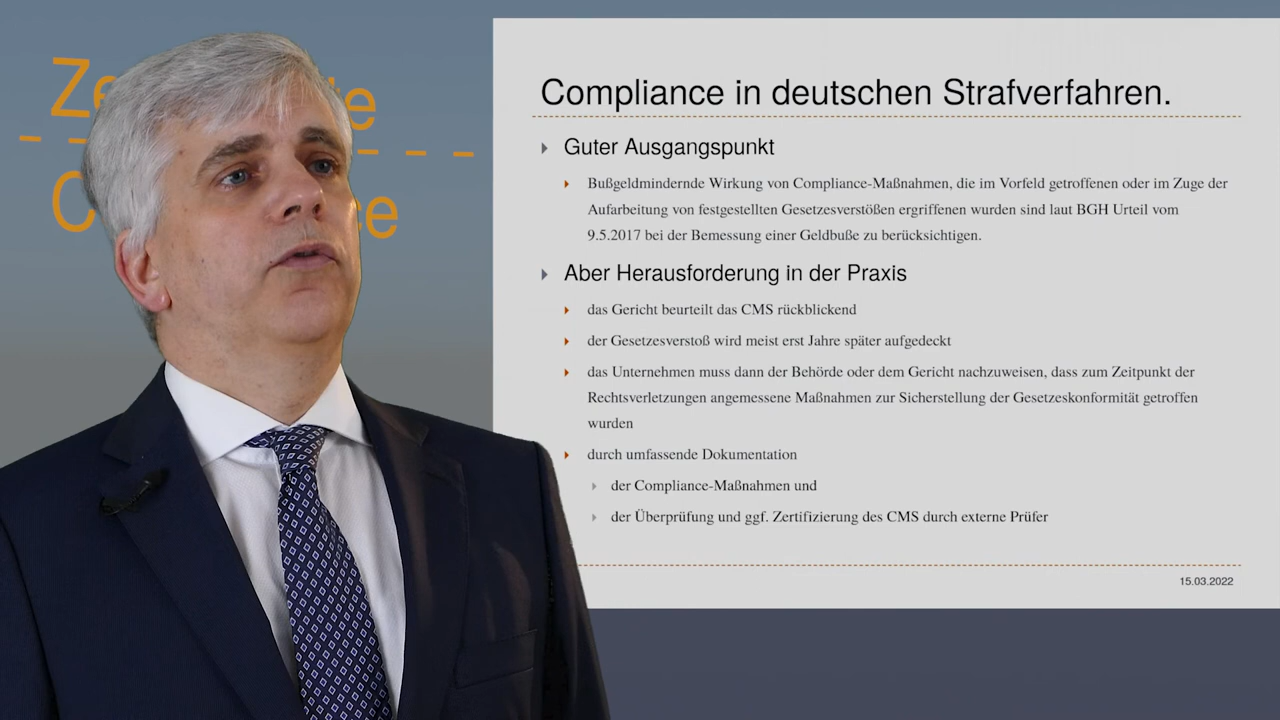 Compliance in deutschen Strafverfahren.
Guter Ausgangspunkt
Bußgeldmindernde Wirkung von Compliance-Maßnahmen, die im Vorfeld getroffenen oder im Zuge der
Aufarbeitung von festgestellten Gesetzesverstößen ergriffenen wurden sind laut BGH Urteil vom
9.5.2017 bei der Bemessung einer Geldbuße zu berücksichtigen.
Aber Herausforderung in der Praxis
das Gericht beurteilt das CMS rückblickend
der Gesetzesverstoß wird meist erst Jahre später aufgedeckt
das Unternehmen muss dann der Behörde oder dem Gericht nachzuweisen, dass zum Zeitpunkt der
Rechtsverletzungen angemessene Maßnahmen zur Sicherstellung der Gesetzeskonformität getroffen
wurden
durch umfassende Dokumentation
der Compliance-Maßnahmen und
der Überprüfung und ggf. Zertifizierung des CMS durch externe Prüfer
15.03.2022